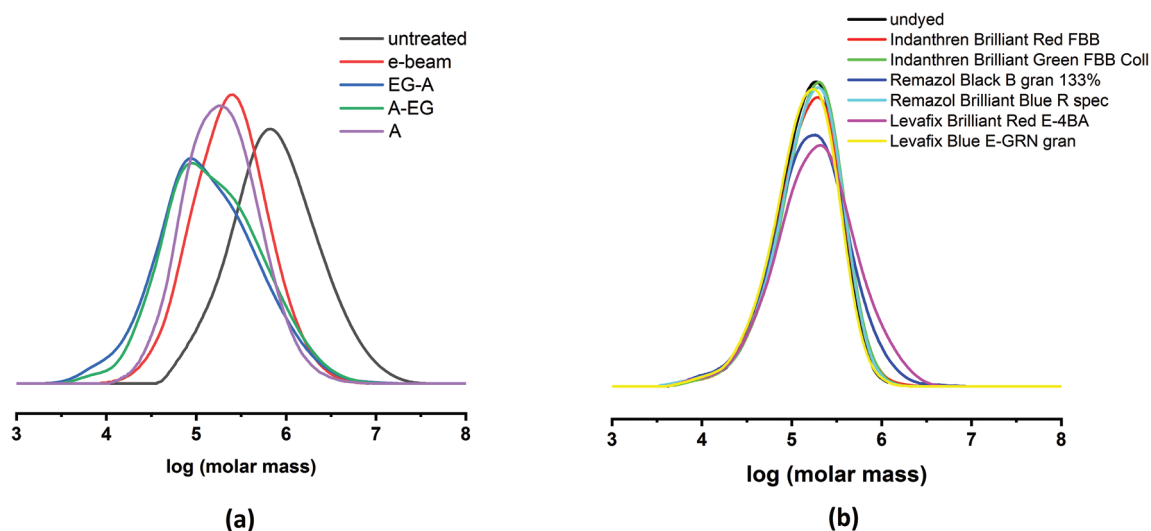 untreated
e-beam
EG-A
A-EG
A
3 4 5 6 7 8
log (molar mass)
(a)
undyed
Indanthren Brilliant Red FBB
Indanthren Brilliant Green FBB Coll
Remazol Black B gran 133%
Remazol Brilliant Blue R spec
Levafix Brilliant Red E-4BA
Levafix Blue E-GRN gran
3 4 5 6 7 8
log (molar mass)
(b)